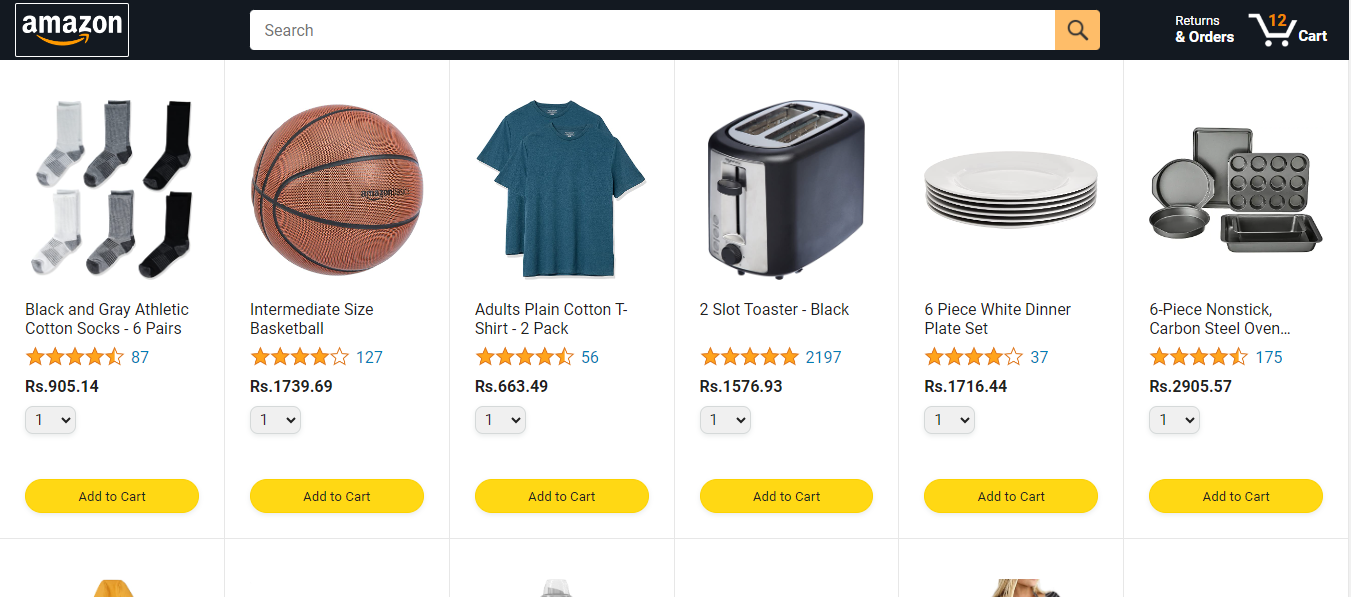 amazon
Search
Returns
& Orders
12
Cart
Black and Gray Athletic
Cotton Socks - 6 Pairs
87
Rs.905.14
1
Add to Cart
Intermediate Size
Basketball
127
Rs.1739.69
1
Add to Cart
Adults Plain Cotton T-
Shirt - 2 Pack
56
Rs.663.49
1
Add to Cart
2 Slot Toaster - Black
2197
Rs.1576.93
1
Add to Cart
6 Piece White Dinner
Plate Set
37
Rs.1716.44
1
Add to Cart
6-Piece Nonstick,
Carbon Steel Oven...
175
Rs.2905.57
1
Add to Cart